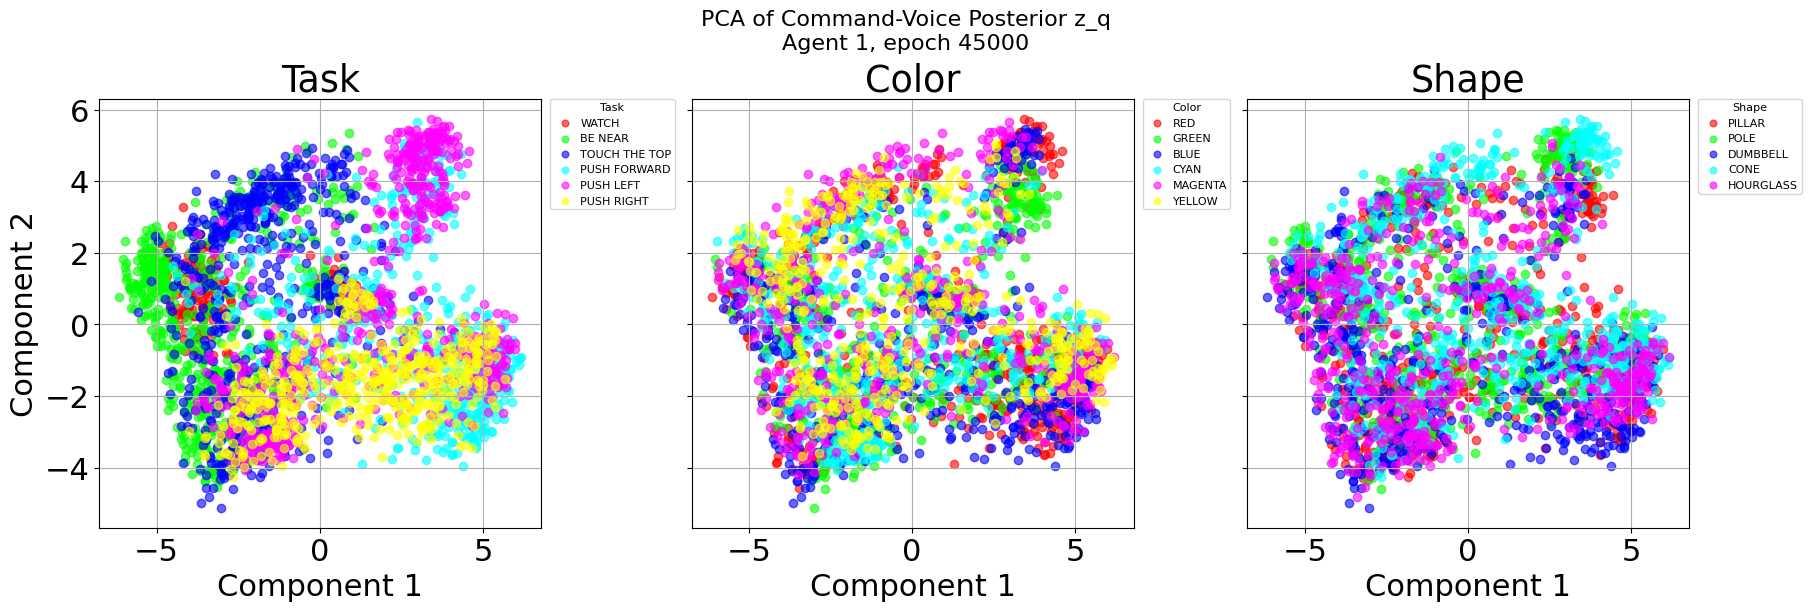 PCA of Command-Voice Posterior z_q
Agent 1, epoch 45000
Task
Color
Shape
Task
WATCH
BE NEAR
TOUCH THE TOP
PUSH FORWARD
PUSH LEFT
PUSH RIGHT
Color
RED
GREEN
BLUE
CYAN
MAGENTA
YELLOW
Shape
PILLAR
POLE
DUMBBELL
CONE
HOURGLASS
Component 2
6
4
2
0
−2
−4
−5 0 5
−5 0 5
−5 0 5
Component 1
Component 1
Component 1